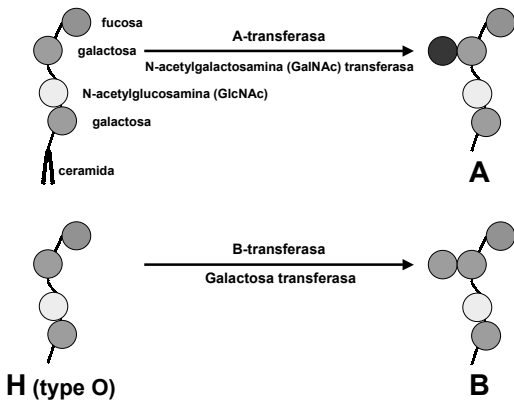 fucosa
galactosa
A-transferasa
N-acetylgalactosamina (GalNAc) transferasa
N-acetylglucosamina (GlcNAc)
galactosa
ceramida
A
B-transferasa
Galactosa transferasa
H (type O)
B